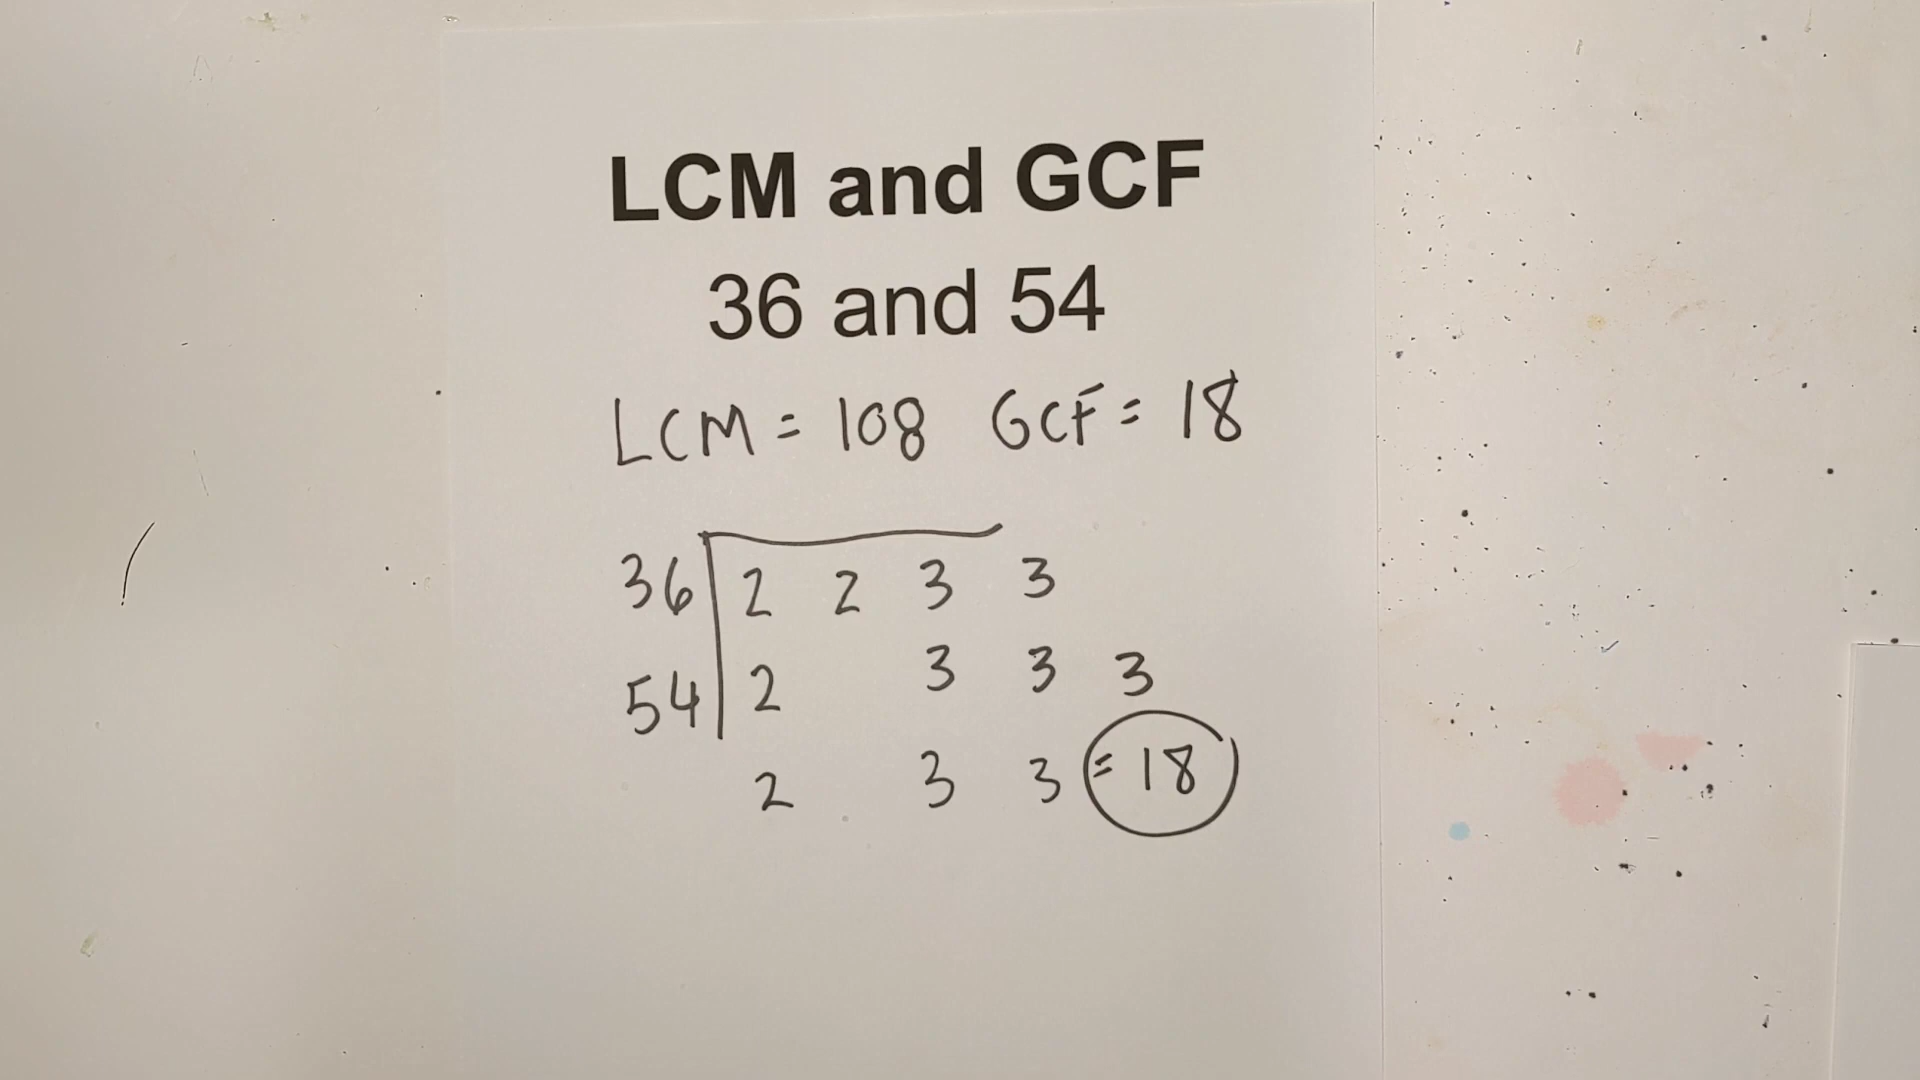 LCM and GCF
36 and 54
LCM = 108 GCF = 18
36 2 2 3 3
54 2 3 3 3
2 3 3 = 18